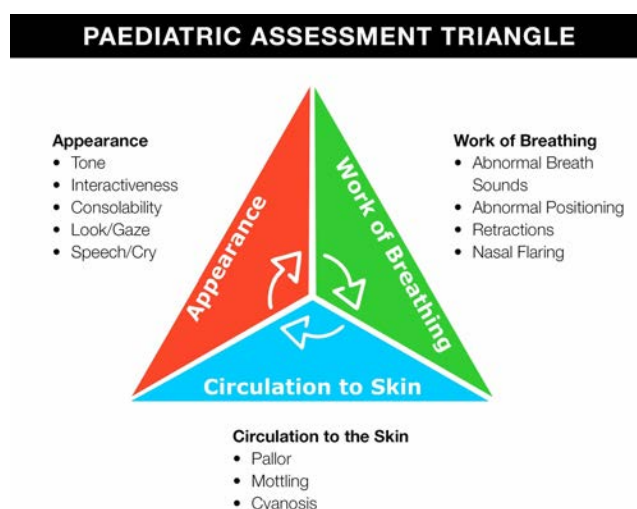 PAEDIATRIC ASSESSMENT TRIANGLE
Appearance
• Tone
• Interactiveness
• Consolability
• Look/Gaze
• Speech/Cry
Work of Breathing
• Abnormal Breath
Sounds
• Abnormal Positioning
• Retractions
• Nasal Flaring
Appearance
Work of Breathing
Circulation to Skin
Circulation to the Skin
• Pallor
• Mottling
• Cyanosis